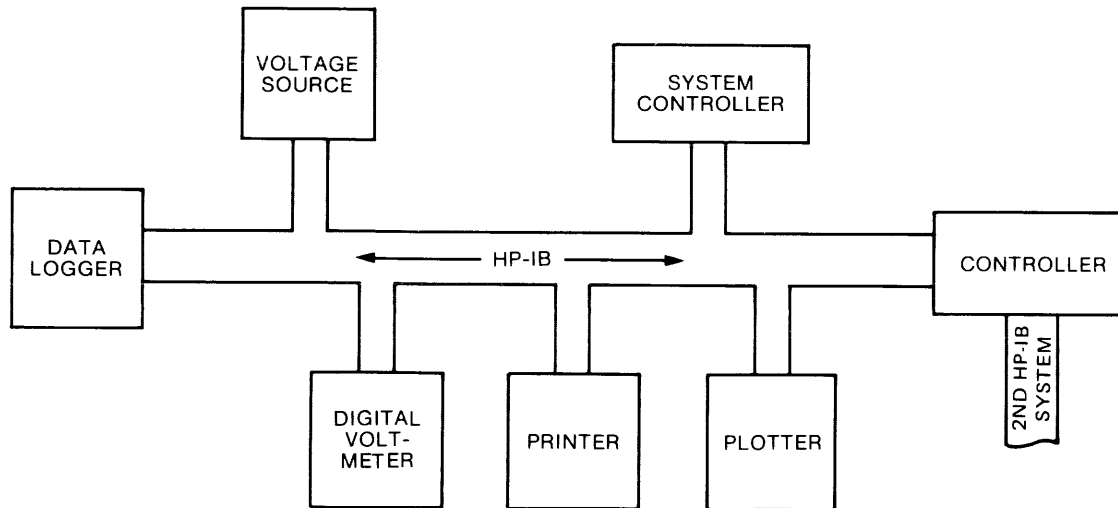 VOLTAGE
SOURCE
SYSTEM
CONTROLLER
DATA
LOGGER
HP-IB
CONTROLLER
2ND HP-IB
SYSTEM
DIGITAL
VOLT-
METER
PRINTER
PLOTTER